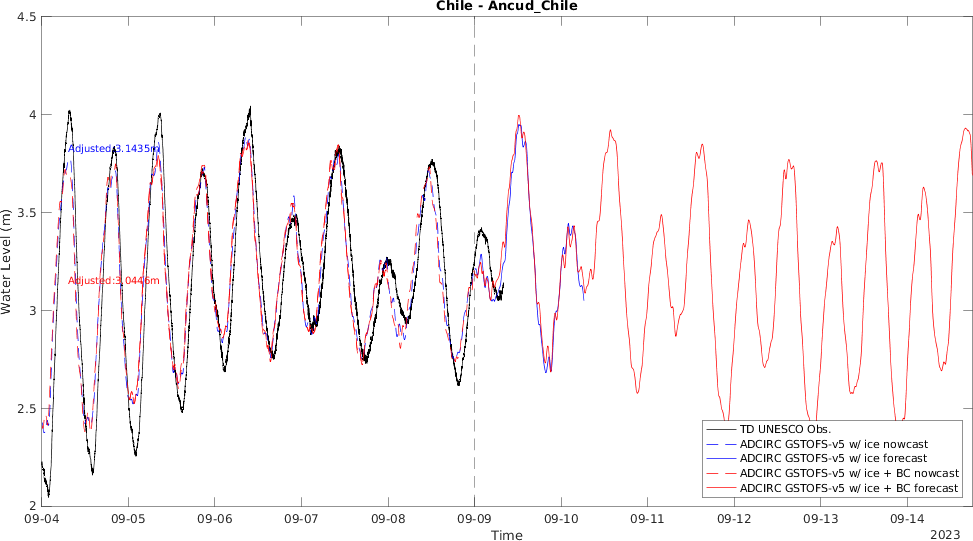 Chile - Ancud_Chile
4.5
4
3.5
3
2.5
2
Water Level (m)
Adjusted:3.1435m
Adjusted:3.0446m
TD UNESCO Obs.
ADCIRC GSTOFS-v5 w/ ice nowcast
ADCIRC GSTOFS-v5 w/ ice forecast
ADCIRC GSTOFS-v5 w/ ice + BC nowcast
ADCIRC GSTOFS-v5 w/ ice + BC forecast
09-04 09-05 09-06 09-07 09-08 09-09 09-10 09-11 09-12 09-13 09-14
Time
2023